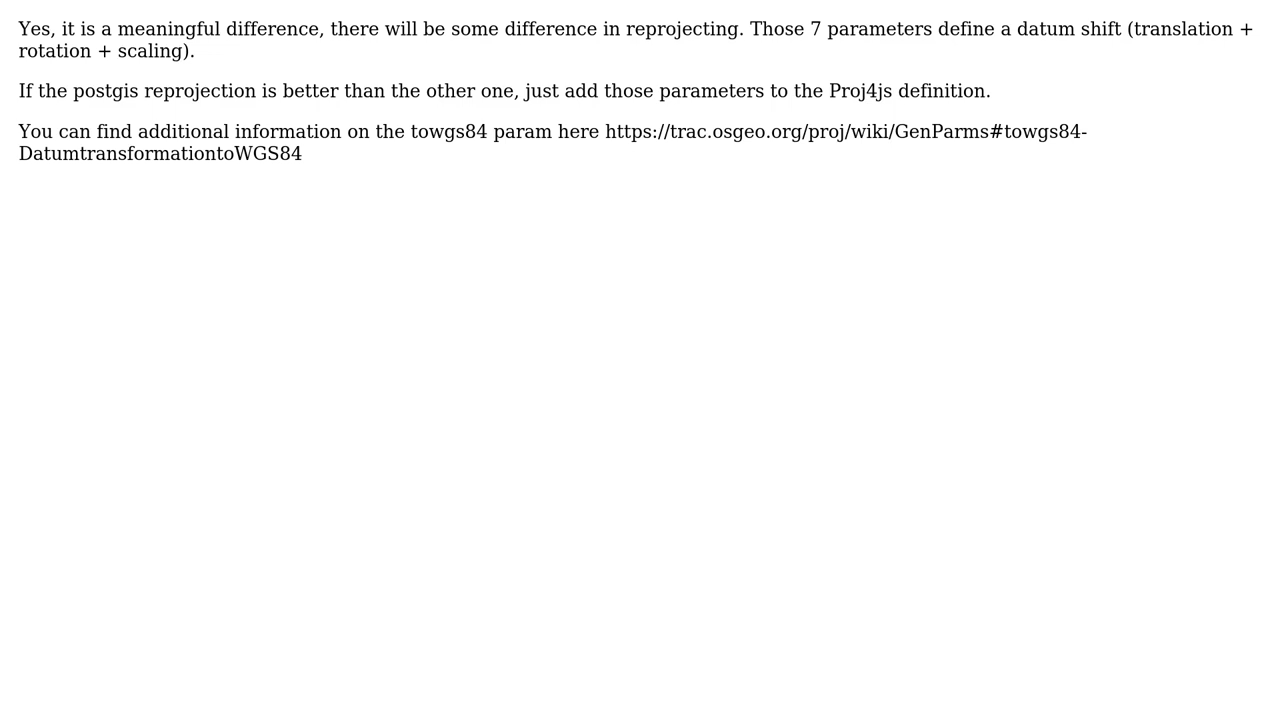 Yes, it is a meaningful difference, there will be some difference in reprojecting. Those 7 parameters define a datum shift (translation +
rotation + scaling).
If the postgis reprojection is better than the other one, just add those parameters to the Proj4js definition.
You can find additional information on the towgs84 param here https://trac.osgeo.org/proj/wiki/GenParms#towgs84-
DatumtransformationtoWGS84